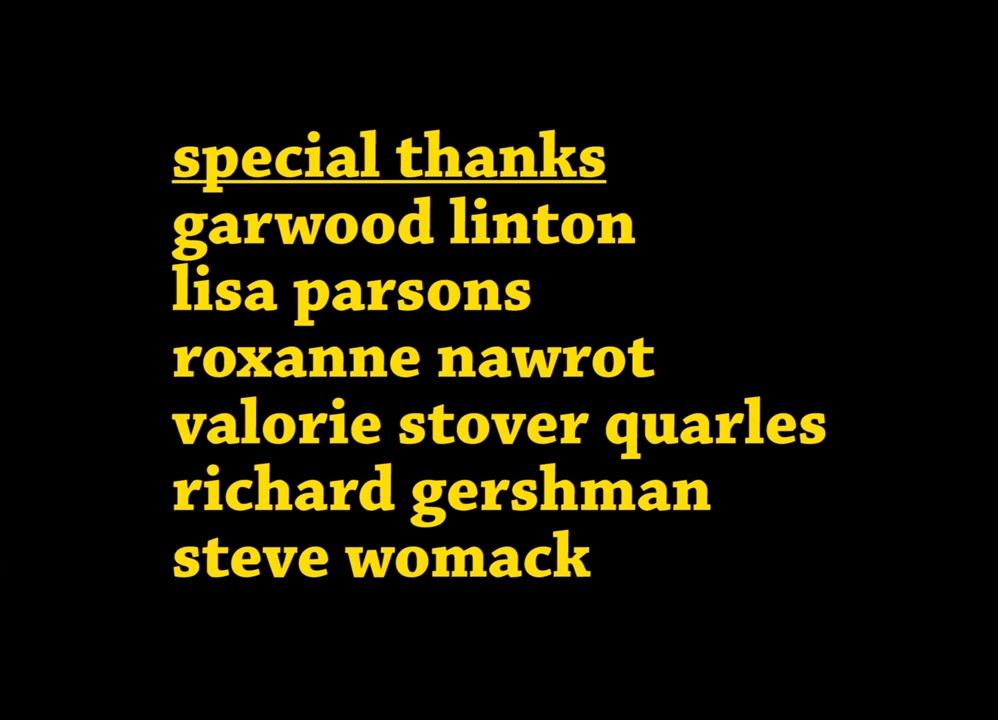 special thanks
garwood linton
lisa parsons
roxanne nawrot
valorie stover quarles
richard gershman
steve womack